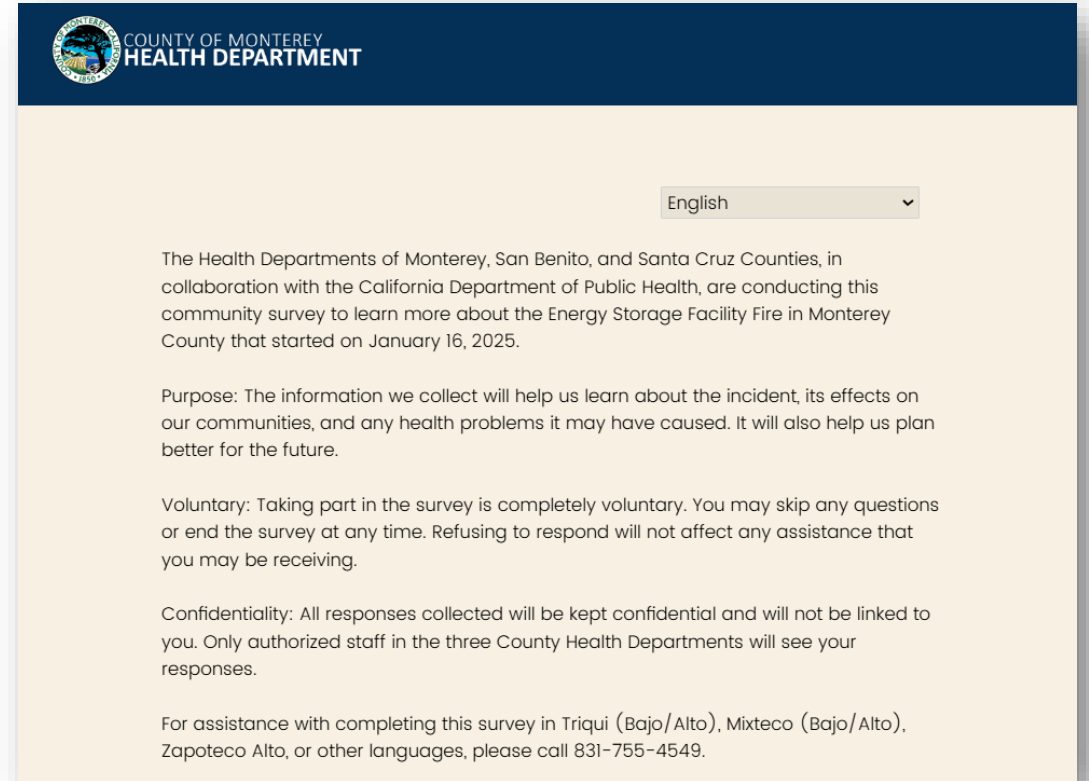 COUNTY OF MONTEREY CALIFORNIA
1850
COUNTY OF MONTEREY
HEALTH DEPARTMENT
English
The Health Departments of Monterey, San Benito, and Santa Cruz Counties, in
collaboration with the California Department of Public Health, are conducting this
community survey to learn more about the Energy Storage Facility Fire in Monterey
County that started on January 16, 2025.
Purpose: The information we collect will help us learn about the incident, its effects on
our communities, and any health problems it may have caused. It will also help us plan
better for the future.
Voluntary: Taking part in the survey is completely voluntary. You may skip any questions
or end the survey at any time. Refusing to respond will not affect any assistance that
you may be receiving.
Confidentiality: All responses collected will be kept confidential and will not be linked to
you. Only authorized staff in the three County Health Departments will see your
responses.
For assistance with completing this survey in Triqui (Bajo/Alto), Mixteco (Bajo/Alto),
Zapoteco Alto, or other languages, please call 831-755-4549.